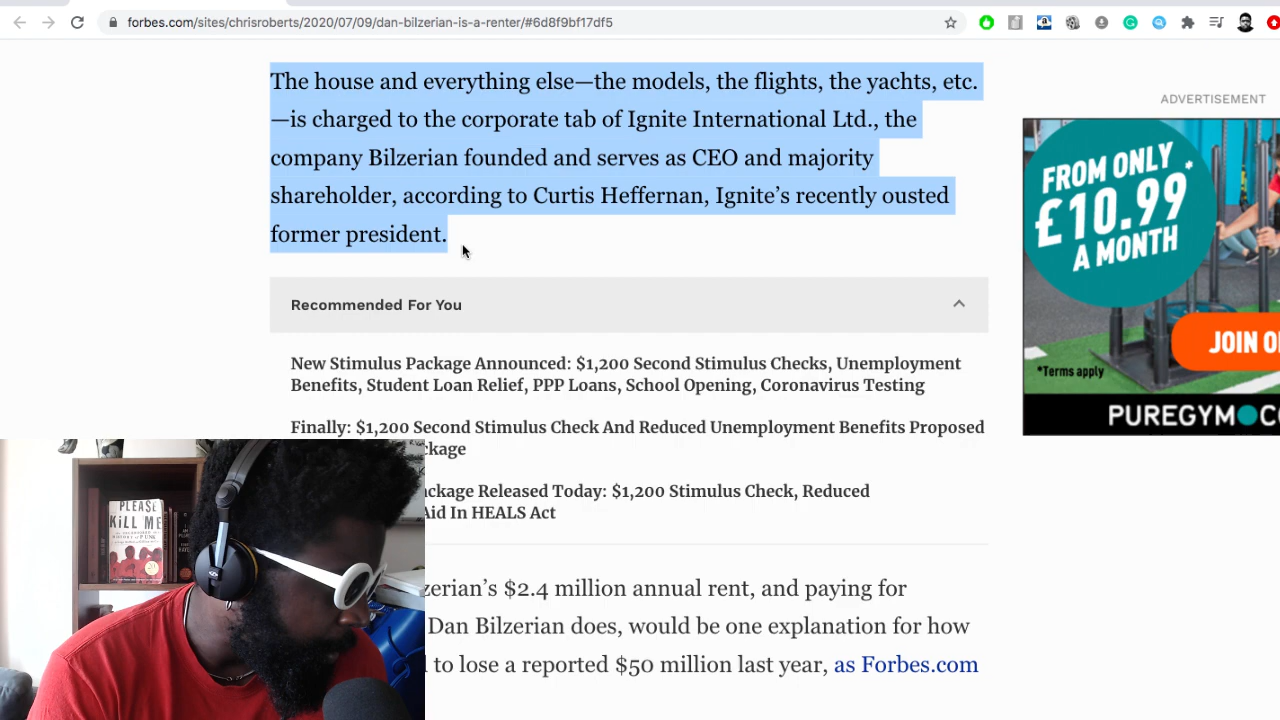 forbes.com/sites/chrisroberts/2020/07/09/dan-bilzerian-is-a-renter/#6d8f9bf17df5
The house and everything else—the models, the flights, the yachts, etc.
—is charged to the corporate tab of Ignite International Ltd., the
company Bilzerian founded and serves as CEO and majority
shareholder, according to Curtis Heffernan, Ignite’s recently ousted
former president.
ADVERTISEMENT
FROM ONLY
£10.99*
A MONTH
JOIN
*Terms apply
PUREGYM
Recommended For You
New Stimulus Package Announced: $1,200 Second Stimulus Checks, Unemployment
Benefits, Student Loan Relief, PPP Loans, School Opening, Coronavirus Testing
Finally: $1,200 Second Stimulus Check And Reduced Unemployment Benefits Proposed
ckage
ackage Released Today: $1,200 Stimulus Check, Reduced
Aid In HEALS Act
zerian’s $2.4 million annual rent, and paying for
Dan Bilzerian does, would be one explanation for how
to lose a reported $50 million last year, as Forbes.com
PLEASE
KILL ME